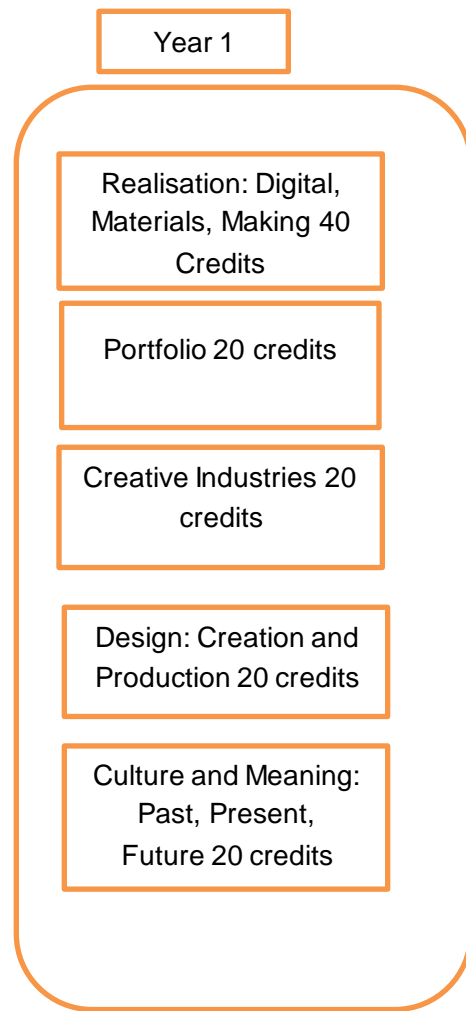 Year 1
Realisation: Digital,
Materials, Making 40
Credits
Portfolio 20 credits
Creative Industries 20
credits
Design: Creation and
Production 20 credits
Culture and Meaning:
Past, Present,
Future 20 credits